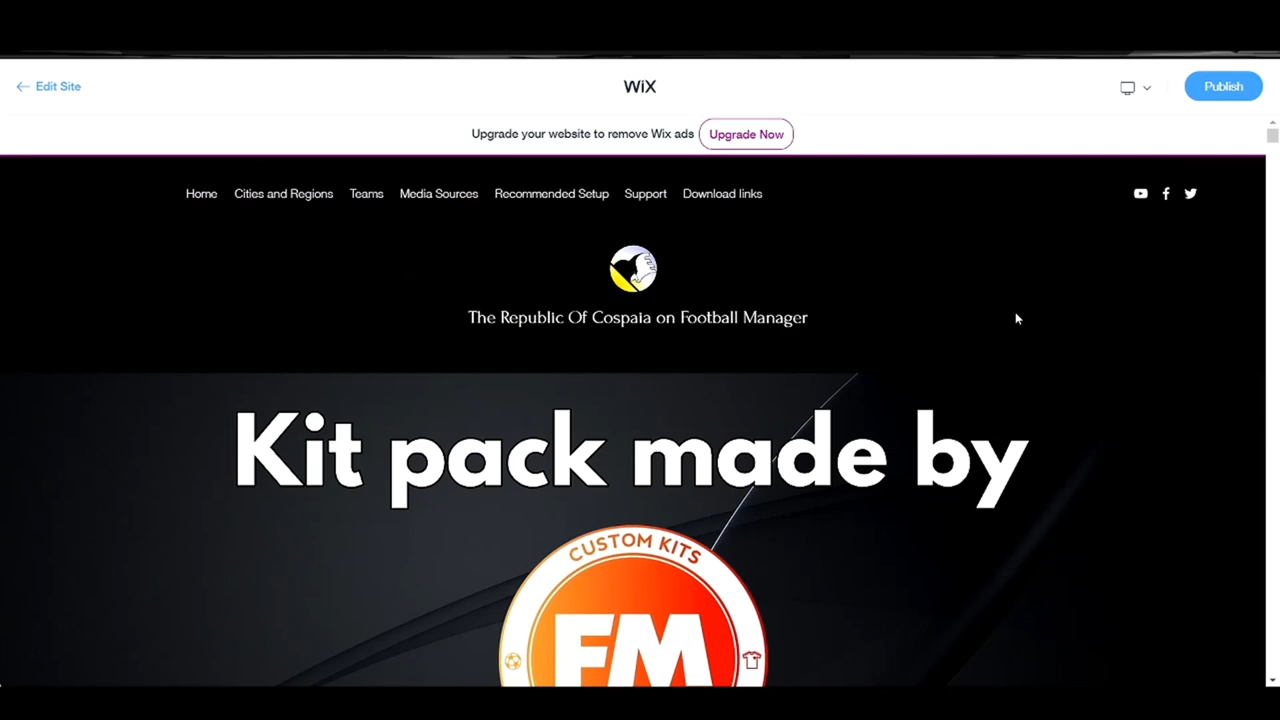 Edit Site
WiX
Publish
Upgrade your website to remove Wix ads
Upgrade Now
Home
Cities and Regions
Teams
Media Sources
Recommended Setup
Support
Download links
The Republic Of Cospaia on Football Manager
Kit pack made by
CUSTOM KITS
FM